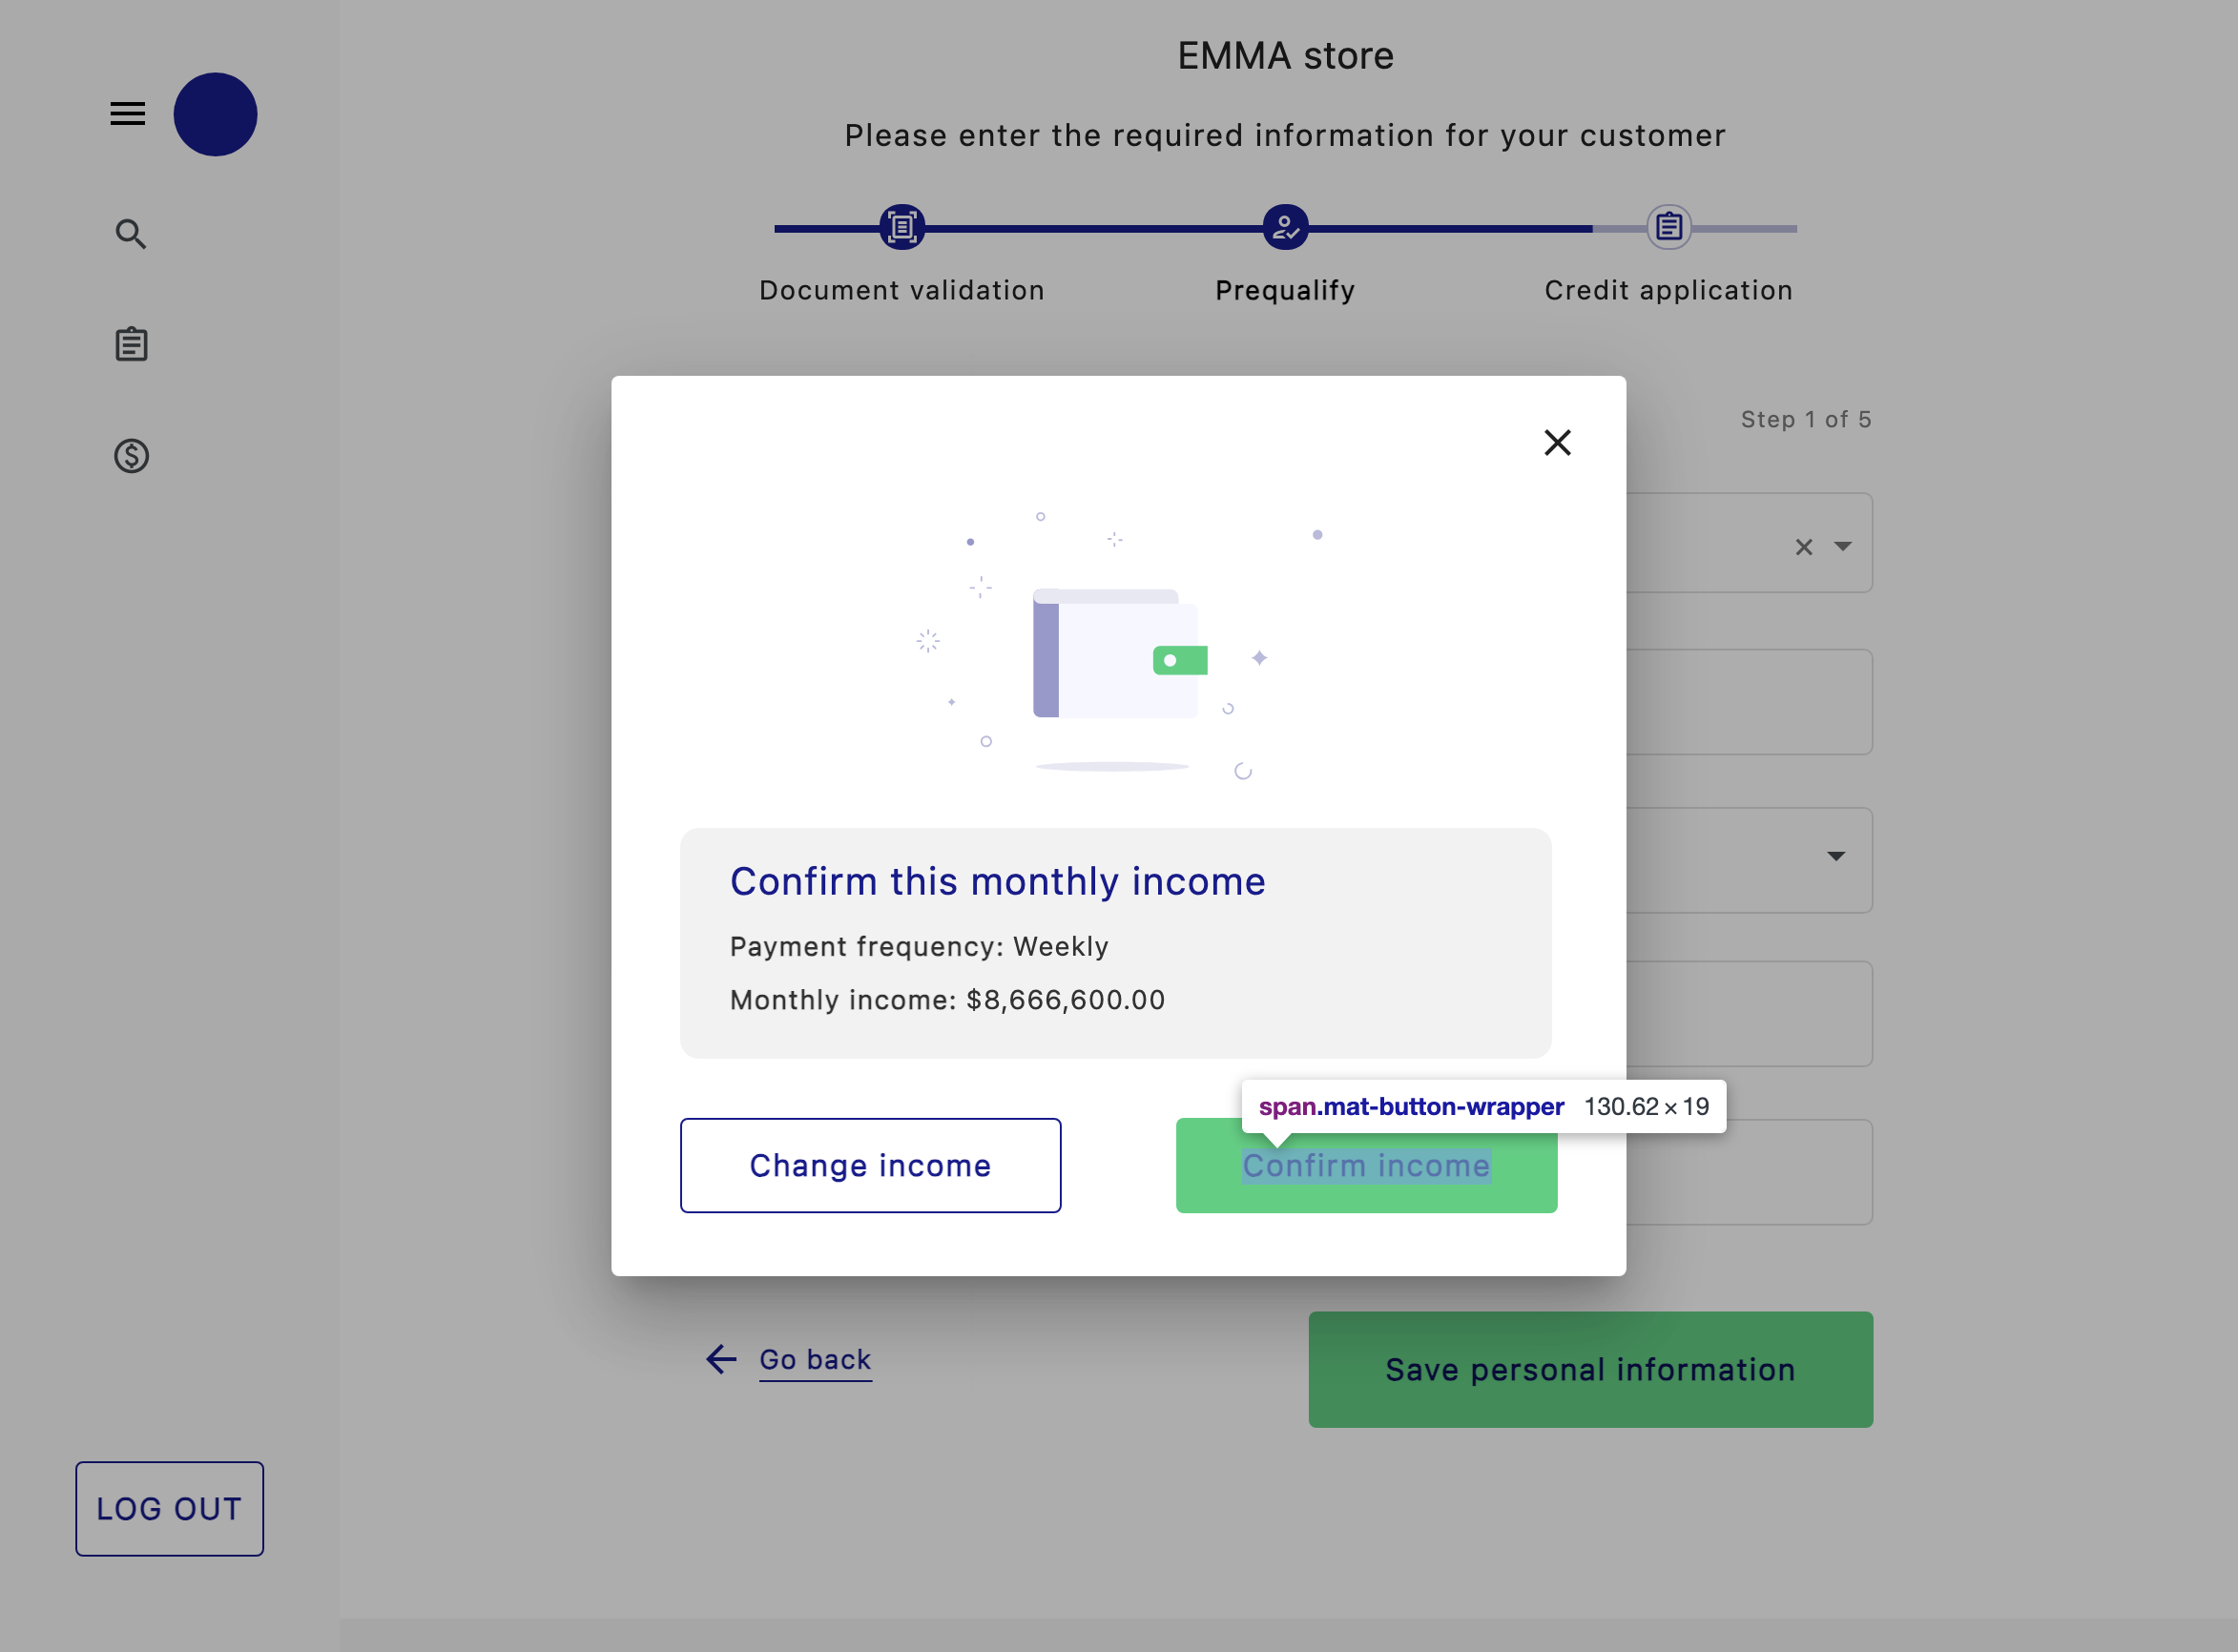 EMMA store
Please enter the required information for your customer
Document validation
Prequalify
Credit application
Step 1 of 5
Confirm this monthly income
Payment frequency: Weekly
Monthly income: $8,666,600.00
span.mat-button-wrapper 130.62 × 19
Change income
Confirm income
Go back
Save personal information
LOG OUT